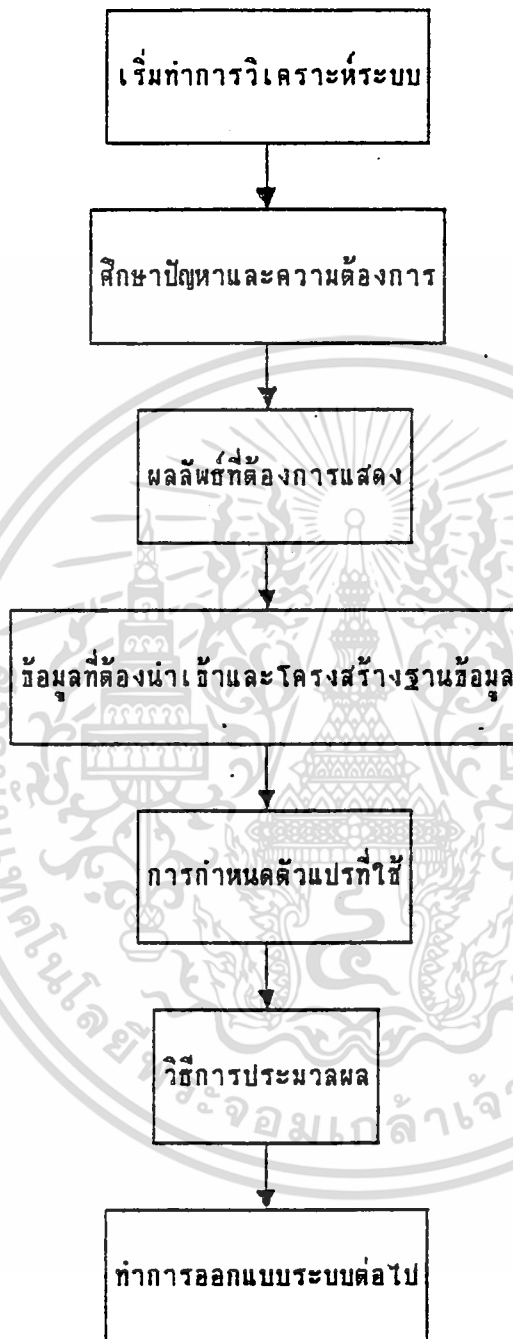 เริ่มทำการวิเคราะห์ระบบ
ศึกษาปัญหาและความต้องการ
ผลลัพธ์ที่ต้องการแสดง
ข้อมูลที่ต้องนำเข้าและโครงสร้างฐานข้อมูล
การกำหนดตัวแปรที่ใช้
วิธีการประมวลผล
ทำการออกแบบระบบต่อไป